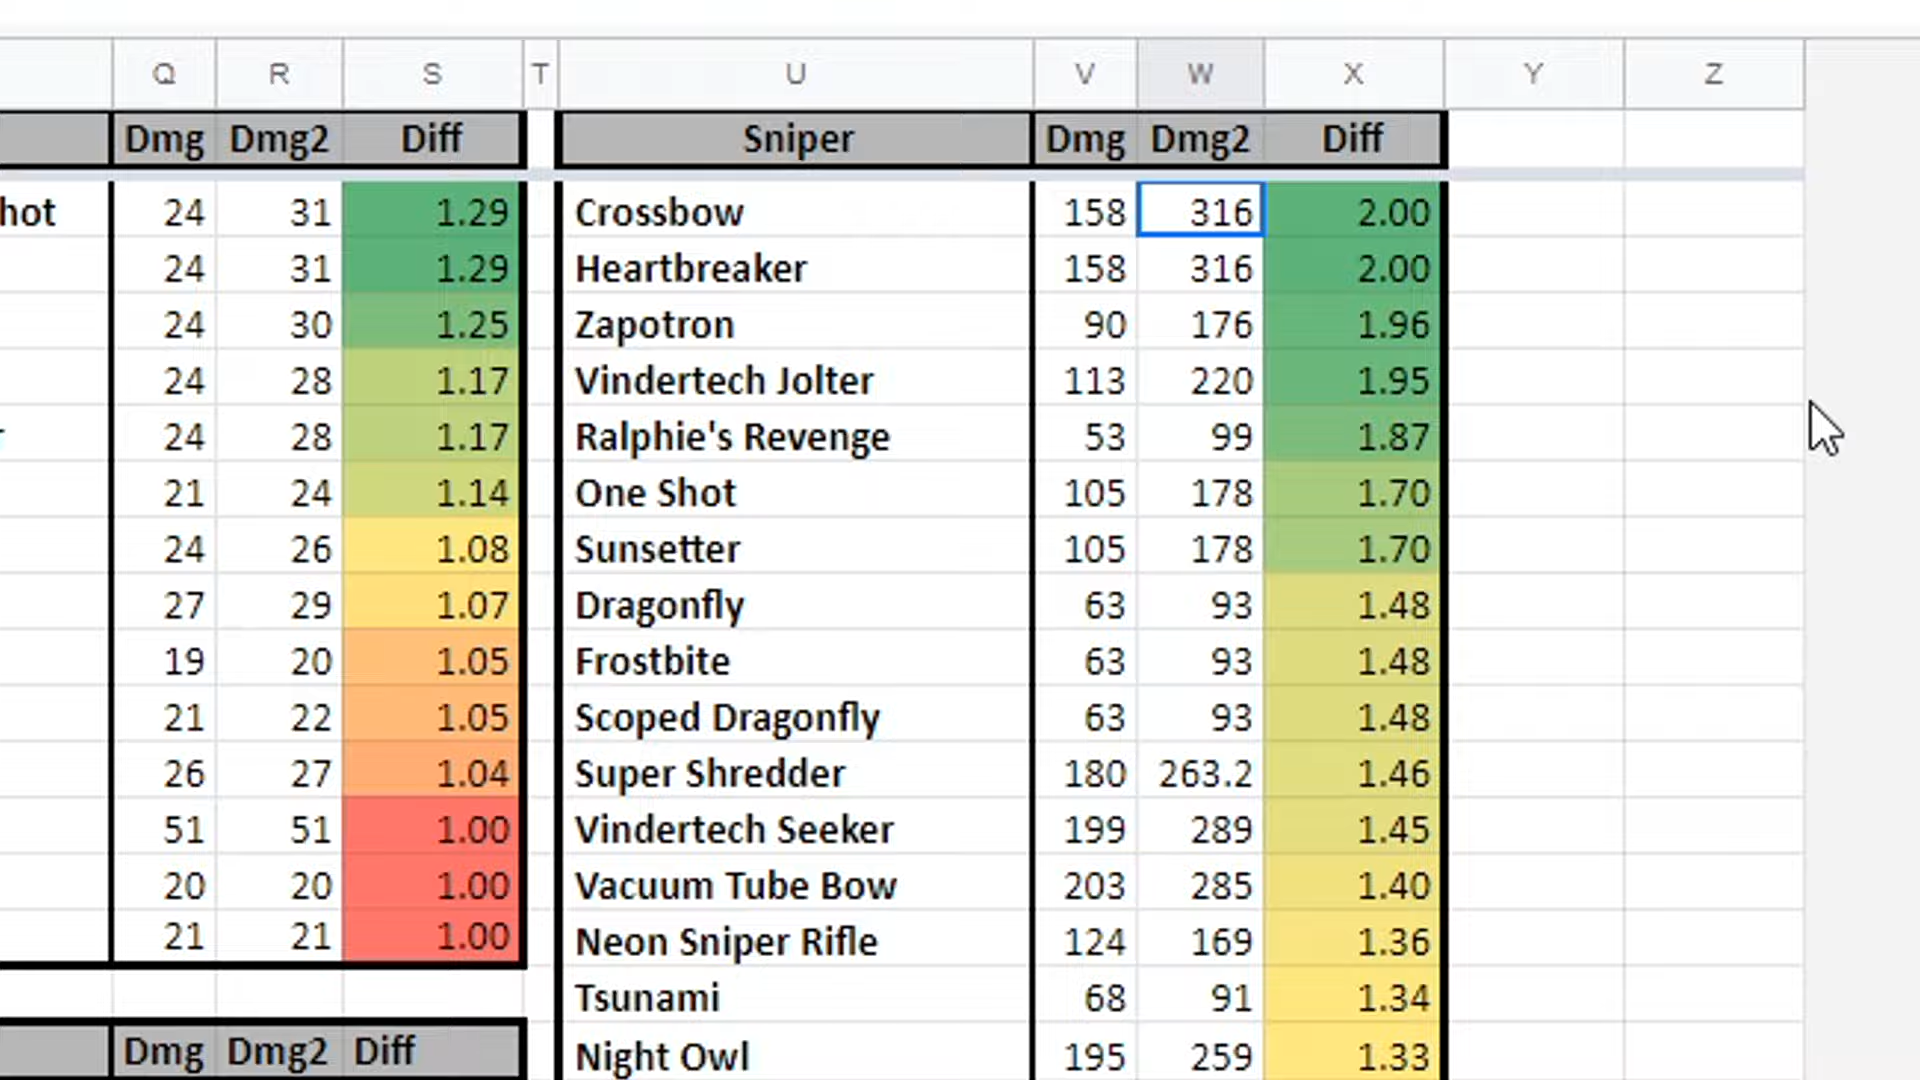 Q R S T U V W X Y Z
Dmg Dmg2 Diff Sniper Dmg Dmg2 Diff
hot 24 31 1.29 Crossbow 158 316 2.00
24 31 1.29 Heartbreaker 158 316 2.00
24 30 1.25 Zapotron 90 176 1.96
24 28 1.17 Vindertech Jolter 113 220 1.95
24 28 1.17 Ralphie's Revenge 53 99 1.87
21 24 1.14 One Shot 105 178 1.70
24 26 1.08 Sunsetter 105 178 1.70
27 29 1.07 Dragonfly 63 93 1.48
19 20 1.05 Frostbite 63 93 1.48
21 22 1.05 Scoped Dragonfly 63 93 1.48
26 27 1.04 Super Shredder 180 263.2 1.46
51 51 1.00 Vindertech Seeker 199 289 1.45
20 20 1.00 Vacuum Tube Bow 203 285 1.40
21 21 1.00 Neon Sniper Rifle 124 169 1.36
Tsunami 68 91 1.34
Dmg Dmg2 Diff Night Owl 195 259 1.33